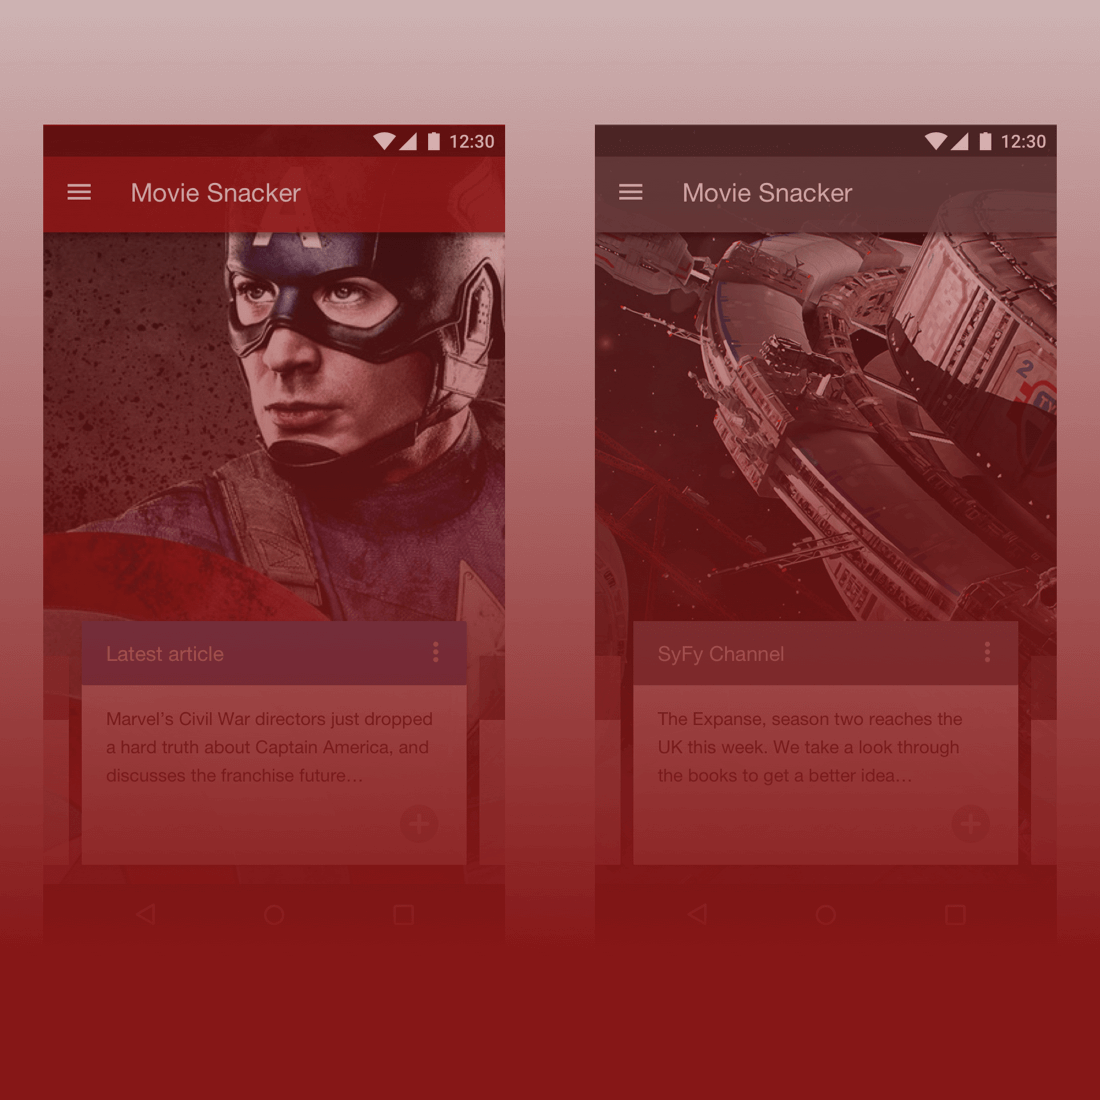 12:30
Movie Snacker
A
Latest article
Marvel's Civil War directors just dropped
a hard truth about Captain America, and
discusses the franchise future...
12:30
Movie Snacker
2
SyFy Channel
The Expanse, season two reaches the
UK this week. We take a look through
the books to get a better idea...